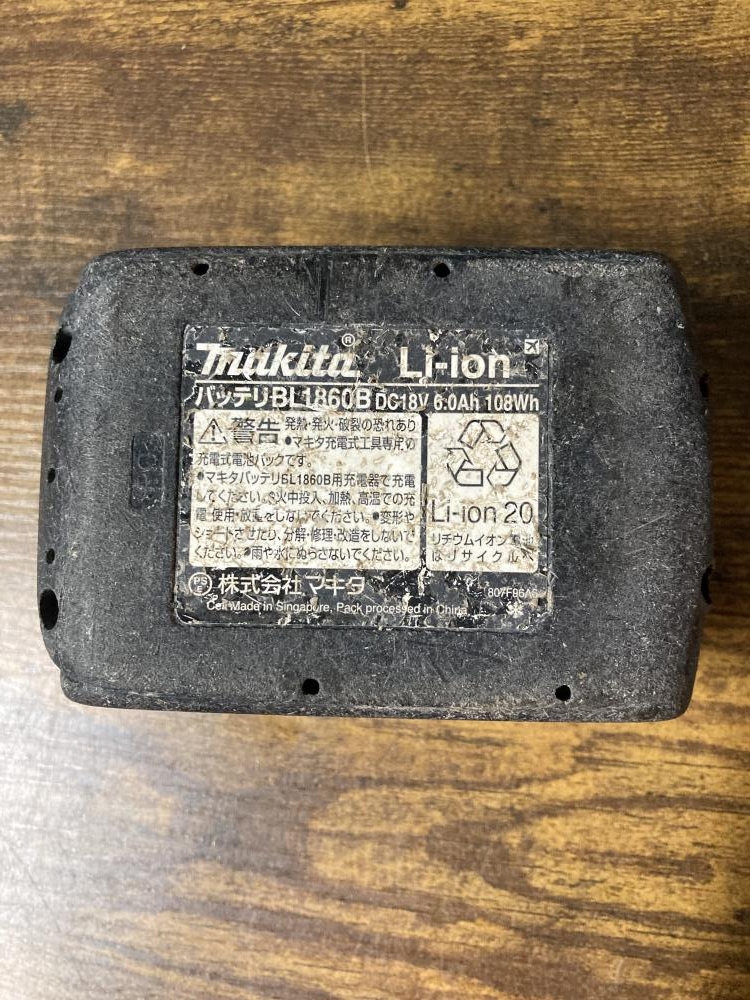 makita® Li-ion
バッテリBL1860B DC18V 6.0Ah 108Wh
警告 発熱・発火・破裂の恐れあり
●マキタ充電式工具専用の
充電式電池パックです。
●マキタバッテリBL1860B用充電器で充電
してください。●火中投入、加熱、高温での充
電・使用・放置をしないでください。●変形や
ショートさせたり、分解・修理・改造をしないで
ください。●雨や水にぬらさないでください。
Li-ion 20
リチウムイオン電池
はリサイクルへ
PS
E
株式会社マキタ
Cell Made in Singapore, Pack processed in China